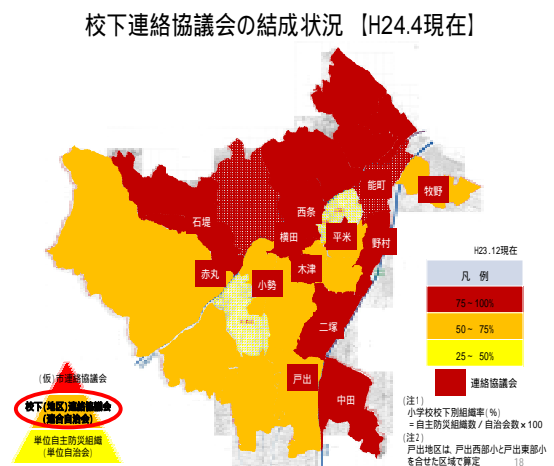 校下連絡協議会の結成状況 【H24.4現在】
能町
牧野
石堤
西条
横田
平米
野村
赤丸
小勢
木津
二塚
戸出
中田
H23.12現在
凡 例
75~100%
50~ 75%
25~ 50%
連絡協議会
(注1)
小学校校下別組織率(%)
=自主防災組織数/自治会数×100
(注2)
戸出地区は、戸出西部小と戸出東部小
を合せた区域で算定
(仮)市連絡協議会
校下(地区)連絡協議会
(連合自治会)
単位自主防災組織
(単位自治会)
18